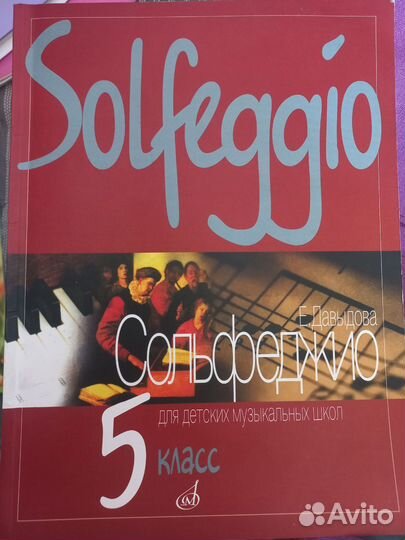 Solfeggio
Е. Давыдова
Сольфеджио
для детских музыкальных школ
5 класс
Avito